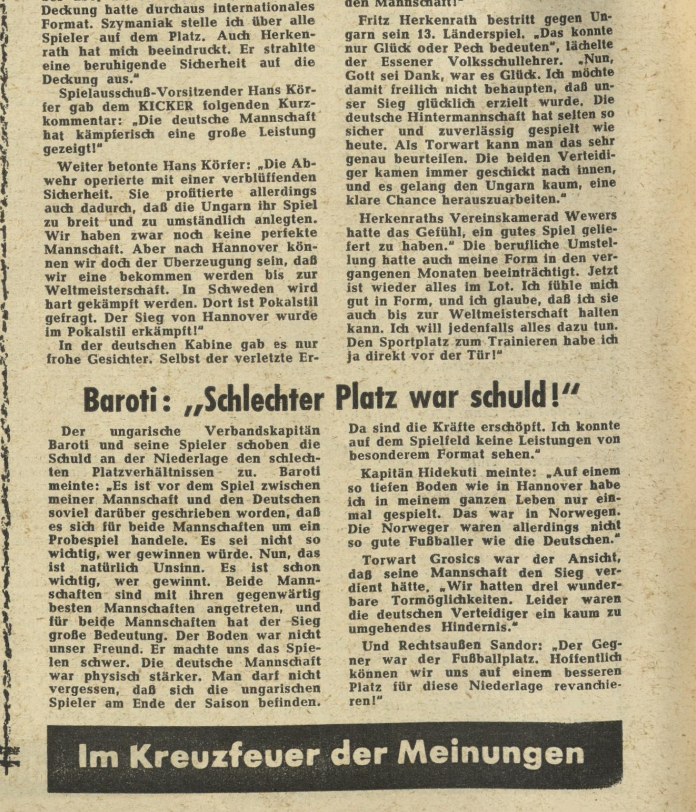 Deckung hatte durchaus internationales
Format. Szymaniak stelle ich über alle
Spieler auf dem Platz. Auch Herken-
rath hat mich beeindruckt. Er strahlte
eine beruhigende Sicherheit auf die
Deckung aus.“
Spielausschuß-Vorsitzender Hans Kör-
fer gab dem KICKER folgenden Kurz-
kommentar: „Die deutsche Mannschaft
hat kämpferisch eine große Leistung
gezeigt!“
Weiter betonte Hans Körfer: „Die Ab-
wehr operierte mit einer verblüffenden
Sicherheit. Sie profitierte allerdings
auch dadurch, daß die Ungarn ihr Spiel
zu breit und zu umständlich anlegten.
Wir haben zwar noch keine perfekte
Mannschaft. Aber nach Hannover kön-
nen wir doch der Überzeugung sein, daß
wir eine bekommen werden bis zur
Weltmeisterschaft. In Schweden wird
hart gekämpft werden. Dort ist Pokalstil
gefragt. Der Sieg von Hannover wurde
im Pokalstil erkämpft!“
In der deutschen Kabine gab es nur
frohe Gesichter. Selbst der verletzte Er-
den Mannschaft!“
Fritz Herkenrath bestritt gegen Un-
garn sein 13. Länderspiel. „Das konnte
nur Glück oder Pech bedeuten“, lächelte
der Essener Volksschullehrer. „Nun,
Gott sei Dank, war es Glück. Ich möchte
damit freilich nicht behaupten, daß un-
ser Sieg glücklich erzielt wurde. Die
deutsche Hintermannschaft hat selten so
sicher und zuverlässig gespielt wie
heute. Als Torwart kann man das sehr
genau beurteilen. Die beiden Verteidi-
ger kamen immer geschickt nach innen,
und es gelang den Ungarn kaum, eine
klare Chance herauszuarbeiten.“
Herkenraths Vereinskamerad Wewers
hatte das Gefühl, ein gutes Spiel gelie-
fert zu haben.“ Die berufliche Umstel-
lung hatte auch meine Form in den ver-
gangenen Monaten beeinträchtigt. Jetzt
ist wieder alles im Lot. Ich fühle mich
gut in Form, und ich glaube, daß ich sie
auch bis zur Weltmeisterschaft halten
kann. Ich will jedenfalls alles dazu tun.
Den Sportplatz zum Trainieren habe ich
ja direkt vor der Tür!“
Baroti: „Schlechter Platz war schuld!“
Der ungarische Verbandskapitän
Baroti und seine Spieler schoben die
Schuld an der Niederlage den schlech-
ten Platzverhältnissen zu. Baroti
meinte: „Es ist vor dem Spiel zwischen
meiner Mannschaft und den Deutschen
soviel darüber geschrieben worden, daß
es sich für beide Mannschaften um ein
Probespiel handele. Es sei nicht so
wichtig, wer gewinnen würde. Nun, das
ist natürlich Unsinn. Es ist schon
wichtig, wer gewinnt. Beide Mann-
schaften sind mit ihren gegenwärtig
besten Mannschaften angetreten, und
für beide Mannschaften hat der Sieg
große Bedeutung. Der Boden war nicht
unser Freund. Er machte uns das Spie-
len schwer. Die deutsche Mannschaft
war physisch stärker. Man darf nicht
vergessen, daß sich die ungarischen
Spieler am Ende der Saison befinden.
Da sind die Kräfte erschöpft. Ich konnte
auf dem Spielfeld keine Leistungen von
besonderem Format sehen.“
Kapitän Hidekuti meinte: „Auf einem
so tiefen Boden wie in Hannover habe
ich in meinem ganzen Leben nur ein-
mal gespielt. Das war in Norwegen.
Die Norweger waren allerdings nicht
so gute Fußballer wie die Deutschen.“
Torwart Grosics war der Ansicht,
daß seine Mannschaft den Sieg ver-
dient hätte, „Wir hatten drei wunder-
bare Tormöglichkeiten. Leider waren
die deutschen Verteidiger ein kaum zu
umgehendes Hindernis.“
Und Rechtsaußen Sandor: „Der Geg-
ner war der Fußballplatz. Hoffentlich
können wir uns auf einem besseren
Platz für diese Niederlage revanchie-
ren!“
Im Kreuzfeuer der Meinungen